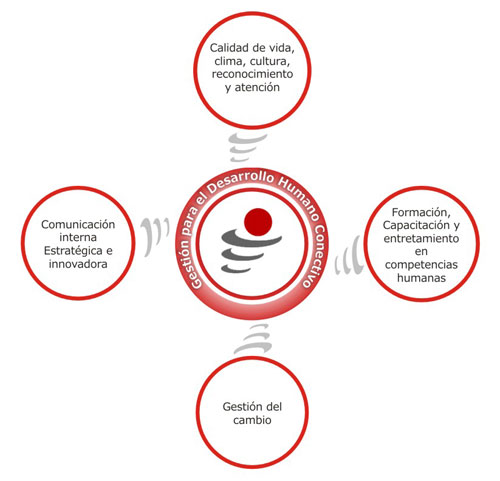 Calidad de vida,
clima, cultura,
reconocimiento
y atención
Gestión para el Desarrollo Humano Conectivo
Comunicación
interna
Estratégica e
innovadora
Formación,
Capacitación y
entretamiento
en
competencias
humanas
Gestión del
cambio